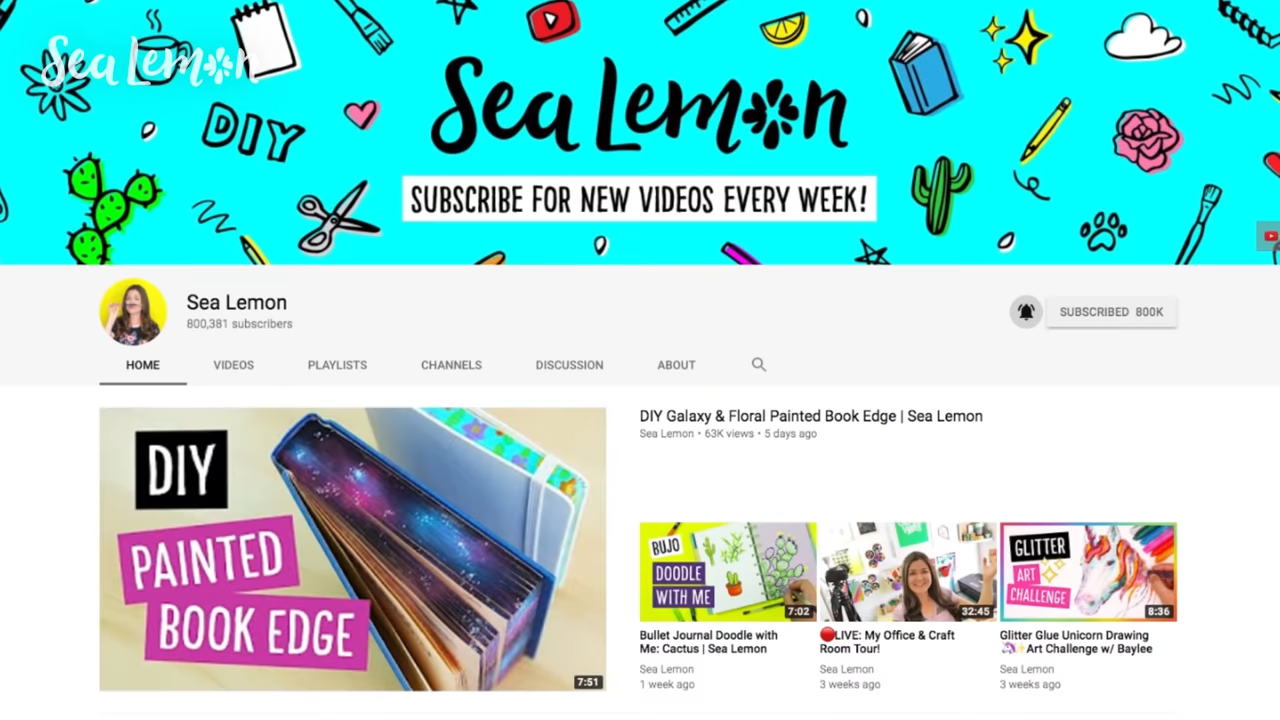 Sea Lemon
DIY
Sea Lemon
SUBSCRIBE FOR NEW VIDEOS EVERY WEEK!
Sea Lemon
800,381 subscribers
SUBSCRIBED 800K
HOME
VIDEOS
PLAYLISTS
CHANNELS
DISCUSSION
ABOUT
DIY
PAINTED
BOOK EDGE
7:51
DIY Galaxy & Floral Painted Book Edge | Sea Lemon
Sea Lemon • 63K views • 5 days ago
BUJO
DOODLE
WITH ME
7:02
Bullet Journal Doodle with
Me: Cactus | Sea Lemon
Sea Lemon
1 week ago
32:45
🔴LIVE: My Office & Craft
Room Tour!
Sea Lemon
3 weeks ago
GLITTER
ART
CHALLENGE
8:36
Glitter Glue Unicorn Drawing
🦄✨Art Challenge w/ Baylee
Sea Lemon
3 weeks ago